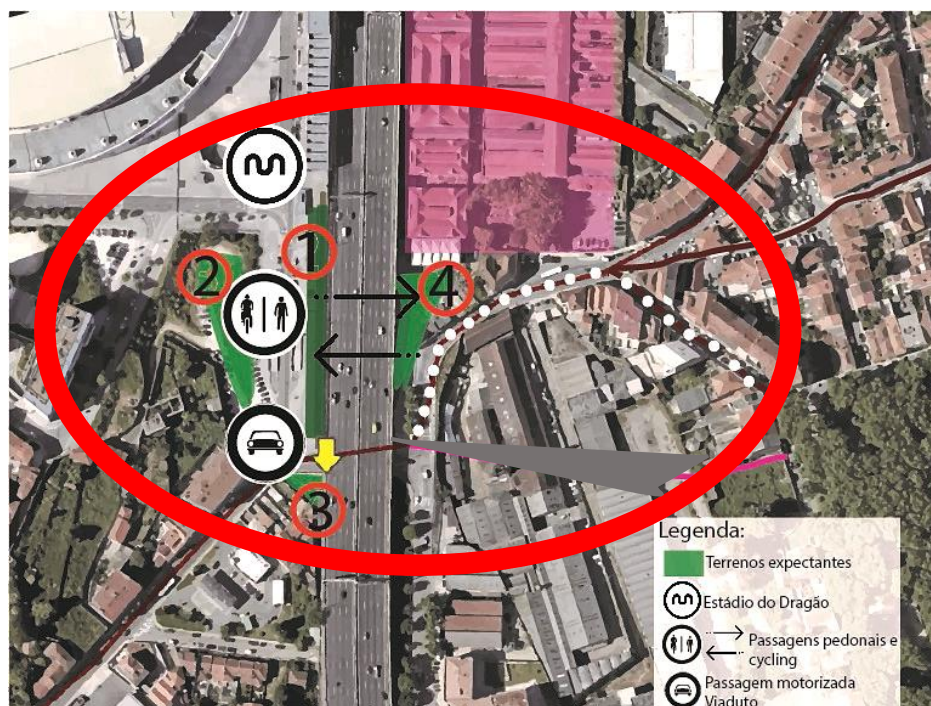 1
2
4
3
Legenda:
Terrenos expectantes
Estádio do Dragão
Passagens pedonais e
cycling
Passagem motorizada
Viaduto